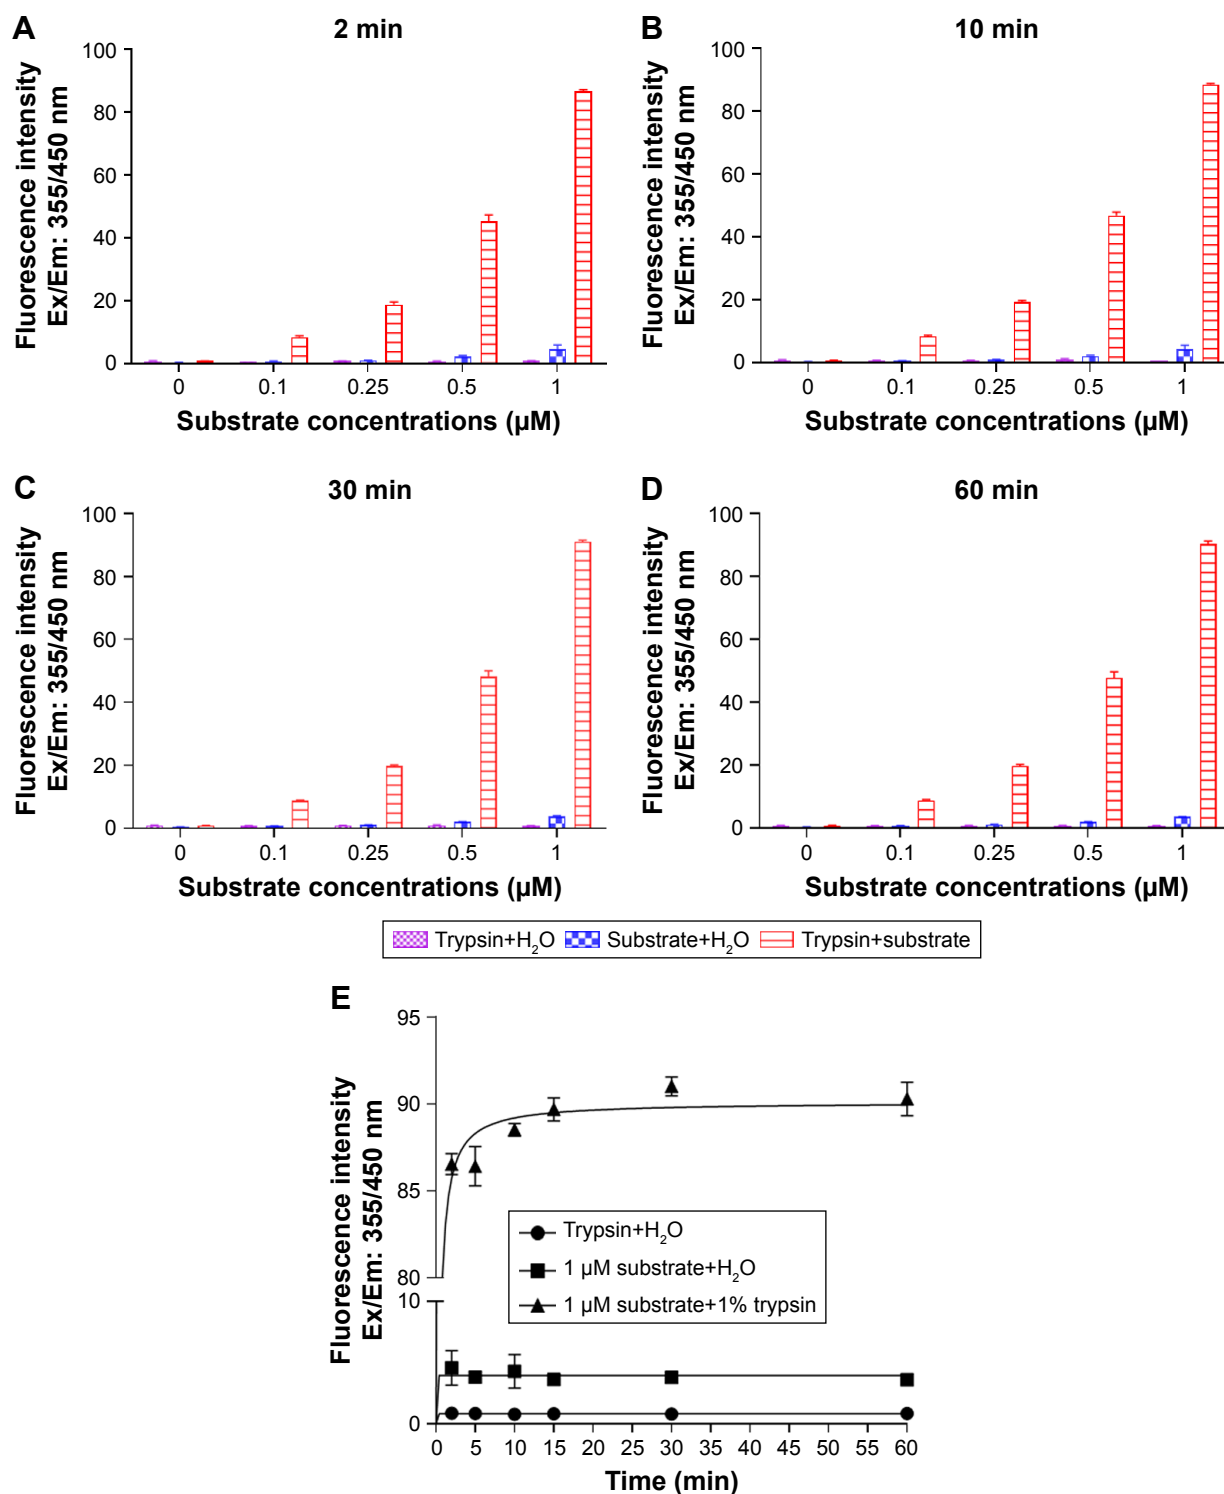 A
2 min
Fluorescence intensity
Ex/Em: 355/450 nm
100
80
60
40
20
0
0 0.1 0.25 0.5 1
Substrate concentrations (µM)
B
10 min
Fluorescence intensity
Ex/Em: 355/450 nm
100
80
60
40
20
0
0 0.1 0.25 0.5 1
Substrate concentrations (µM)
C
30 min
Fluorescence intensity
Ex/Em: 355/450 nm
100
80
60
40
20
0
0 0.1 0.25 0.5 1
Substrate concentrations (µM)
D
60 min
Fluorescence intensity
Ex/Em: 355/450 nm
100
80
60
40
20
0
0 0.1 0.25 0.5 1
Substrate concentrations (µM)
Trypsin+H₂O Substrate+H₂O Trypsin+substrate
E
Fluorescence intensity
Ex/Em: 355/450 nm
95
90
85
80
10
0
Trypsin+H₂O
1 µM substrate+H₂O
1 µM substrate+1% trypsin
0 5 10 15 20 25 30 35 40 45 50 55 60
Time (min)